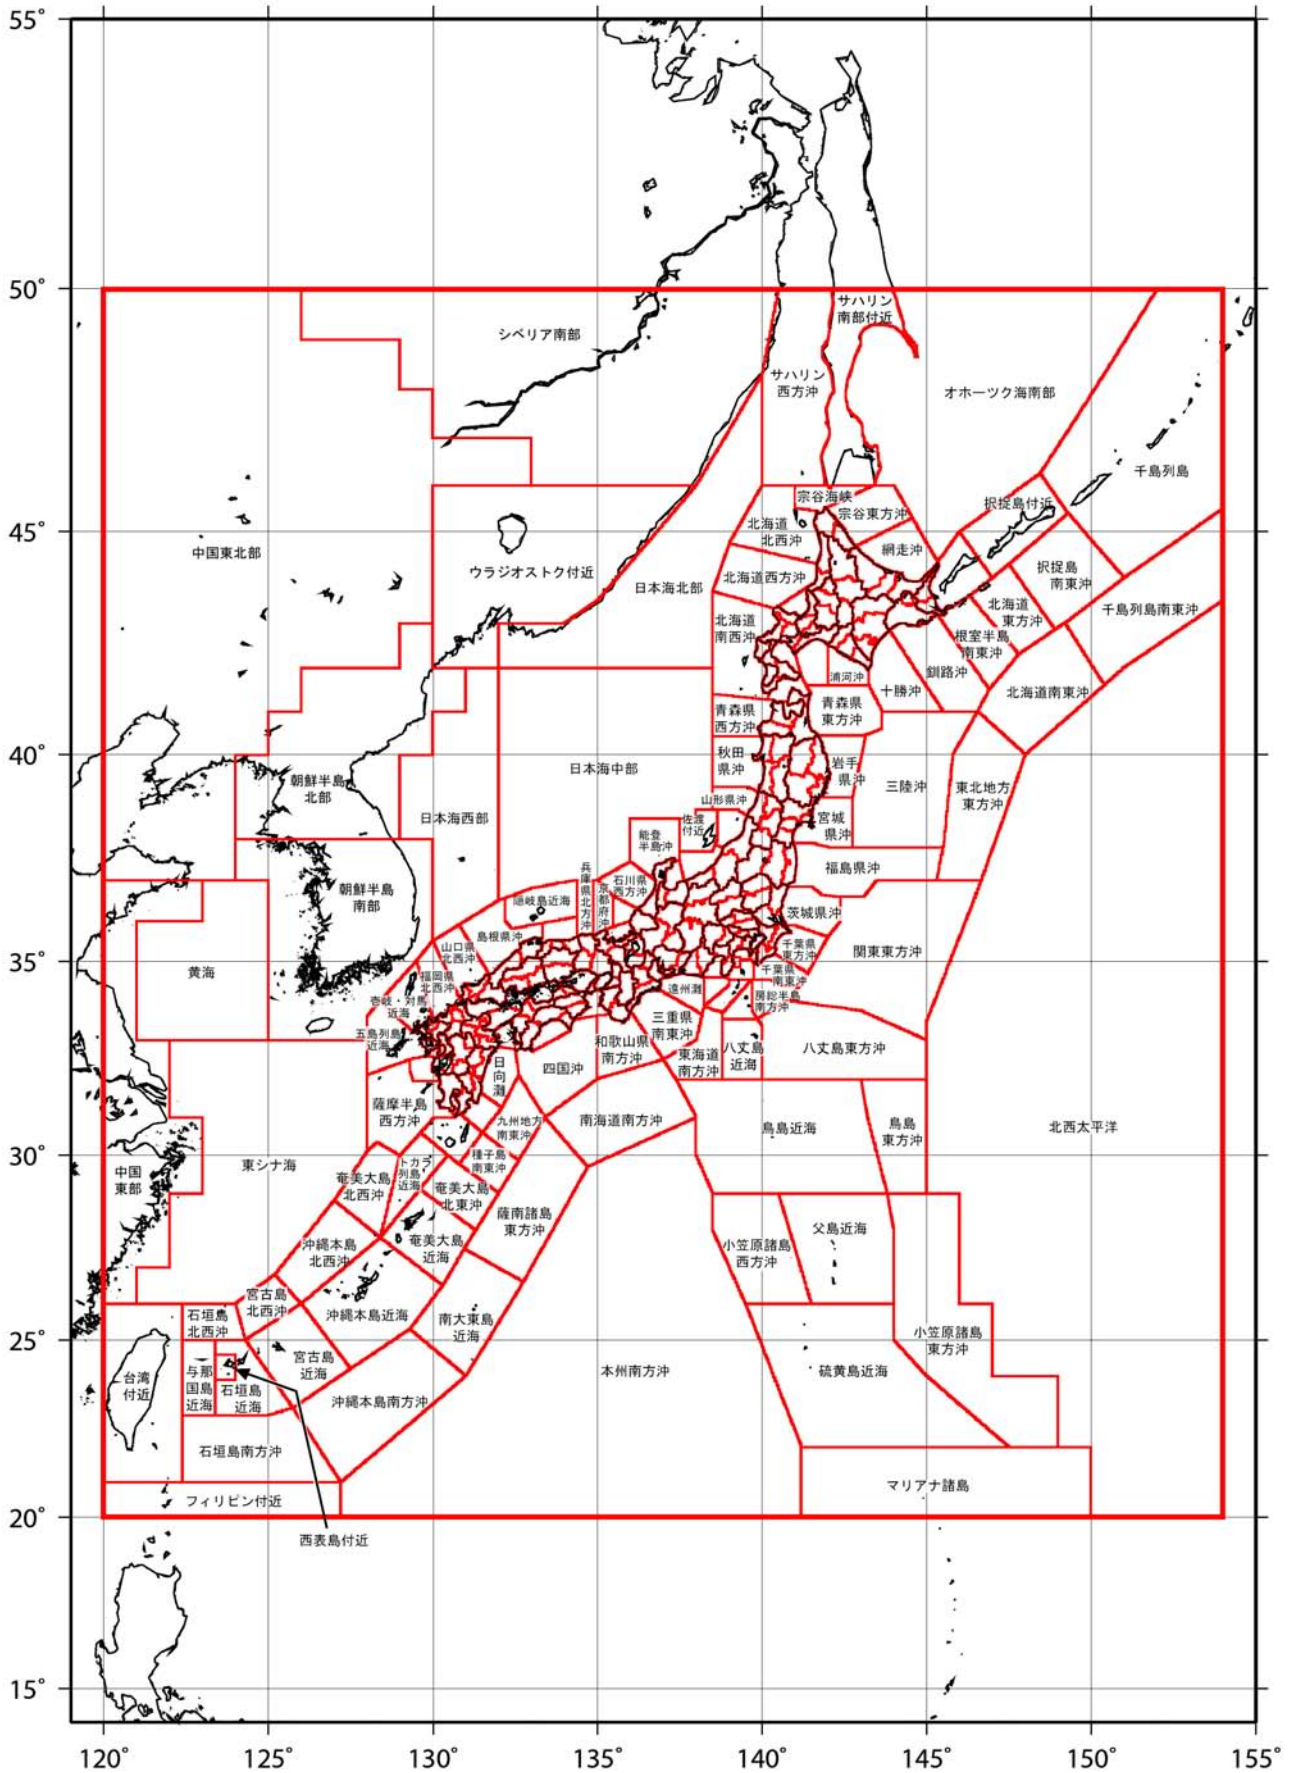 55°
50°
45°
40°
35°
30°
25°
20°
15°
120°
125°
130°
135°
140°
145°
150°
155°
サハリン
南部付近
シベリア南部
サハリン
西方沖
オホーツク海南部
千島列島
択捉島付近
宗谷海峡
宗谷東方沖
北海道
北西沖
網走沖
中国東北部
ウラジオストク付近
日本海北部
北海道西方沖
択捉島
南東沖
北海道
東方沖
千島列島南東沖
北海道
南西沖
根室半島
南東沖
釧路沖
浦河沖
十勝沖
北海道南東沖
青森県
西方沖
青森県
東方沖
秋田
県沖
岩手
県沖
日本海中部
朝鮮半島
北部
三陸沖
東北地方
東方沖
山形県沖
日本海西部
佐渡
付近
宮城
県沖
能登
半島沖
福島県沖
兵庫県北方沖
京都府沖
石川県
西方沖
朝鮮半島
南部
隠岐島近海
茨城県沖
島根県沖
山口県
北西沖
千葉県
東方沖
関東東方沖
黄海
福岡県
北西沖
千葉県
南東沖
遠州灘
房総半島
南方沖
壱岐・対馬
近海
三重県
南東沖
五島列島
近海
和歌山県
南方沖
東海道
南方沖
八丈島
近海
八丈島東方沖
日向灘
四国沖
薩摩半島
西方沖
九州地方
南東沖
南海道南方沖
鳥島近海
鳥島
東方沖
北西太平洋
中国
東部
東シナ海
種子島
南東沖
トカラ
列島
近海
奄美大島
北西沖
奄美大島
北東沖
薩南諸島
東方沖
奄美大島
近海
沖縄本島
北西沖
小笠原諸島
西方沖
父島近海
宮古島
北西沖
石垣島
北西沖
沖縄本島近海
南大東島
近海
小笠原諸島
東方沖
宮古島
近海
本州南方沖
硫黄島近海
台湾
付近
与那
国島
近海
石垣島
近海
沖縄本島南方沖
石垣島南方沖
マリアナ諸島
フィリピン付近
西表島付近